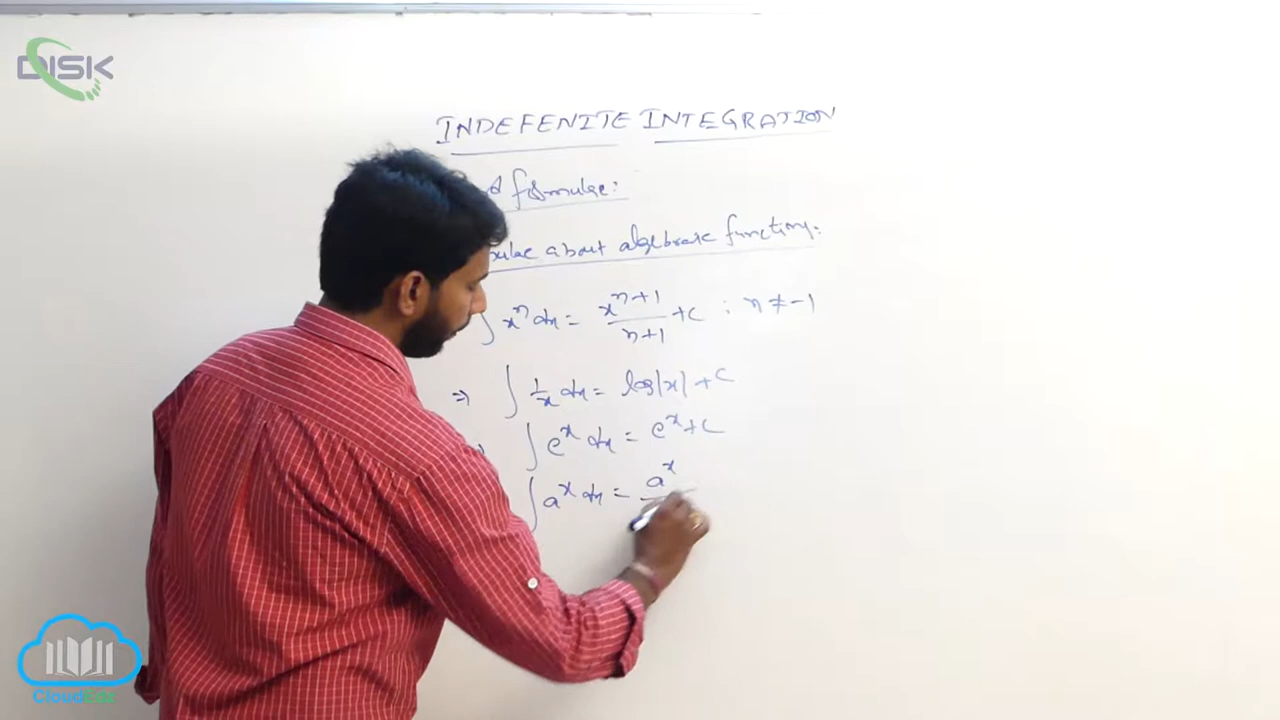 DISK
INDEFENITE INTEGRATION
formulae:
about algebraic functions:
∫ xⁿ dx = xⁿ⁺¹/n+1 + c ; n ≠ -1
⇒ ∫ 1/x dx = log|x| + c
∫ eˣ dx = eˣ + c
∫ aˣ dx = aˣ
CloudEdz